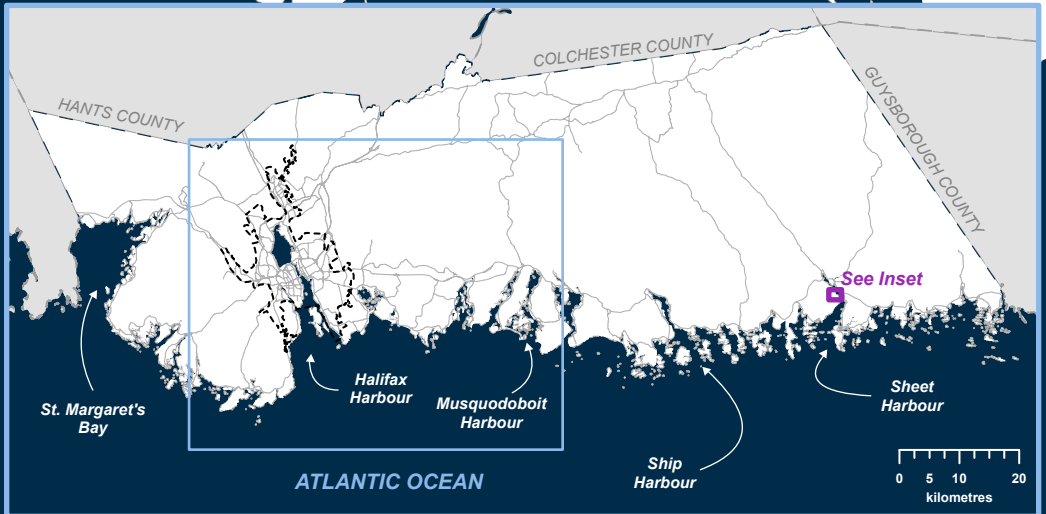 COLCHESTER COUNTY
HANTS COUNTY
GUYSBOROUGH COUNTY
See Inset
St. Margaret's
Bay
Halifax
Harbour
Musquodoboit
Harbour
Sheet
Harbour
Ship
Harbour
ATLANTIC OCEAN
0 5 10 20
kilometres